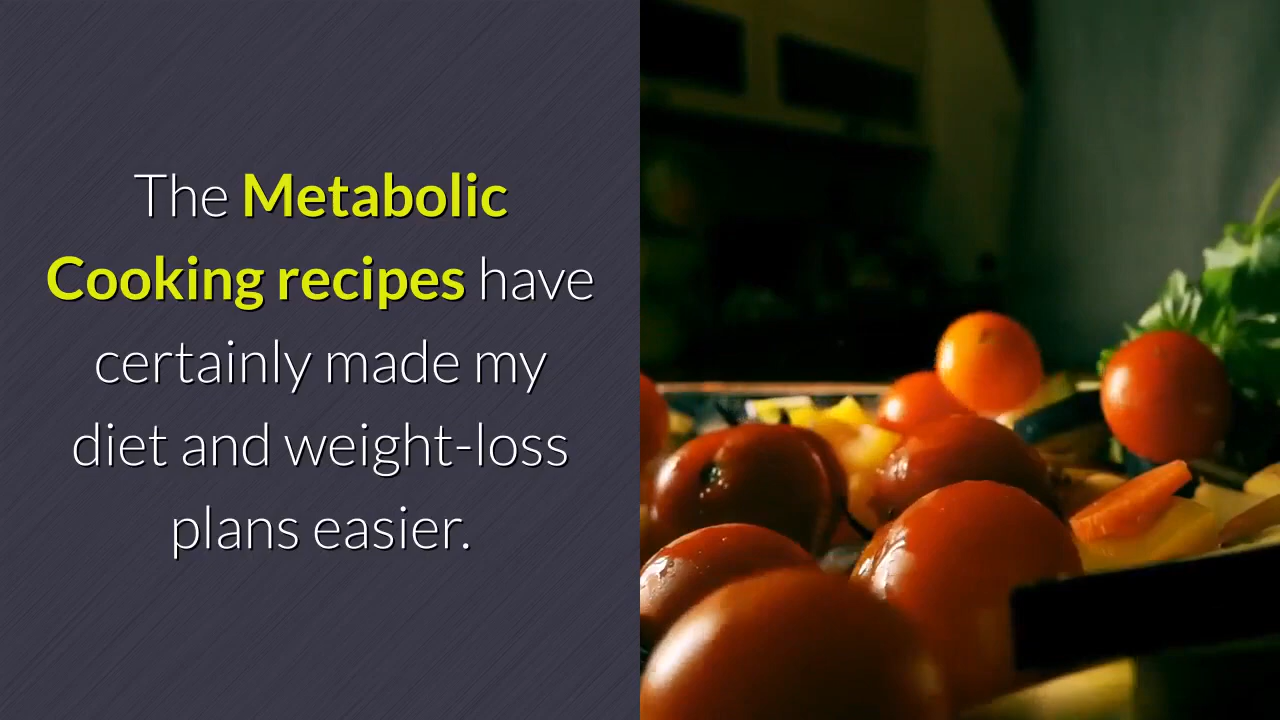 The Metabolic
Cooking recipes have
certainly made my
diet and weight-loss
plans easier.